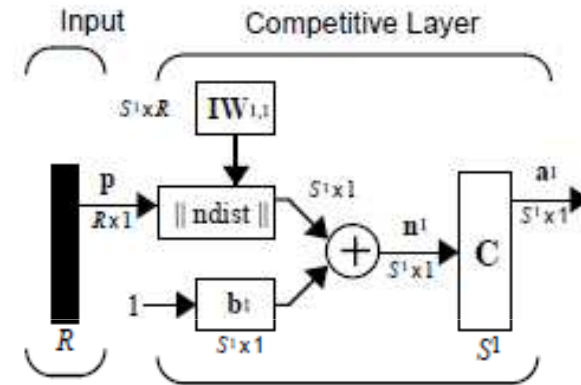 Input
Competitive Layer
S¹xR
IW₁,₁
p
Rx1
|| ndist ||
S¹x1
n¹
S¹x1
C
a¹
S¹x1
1
b₁
S¹x1
R
S¹